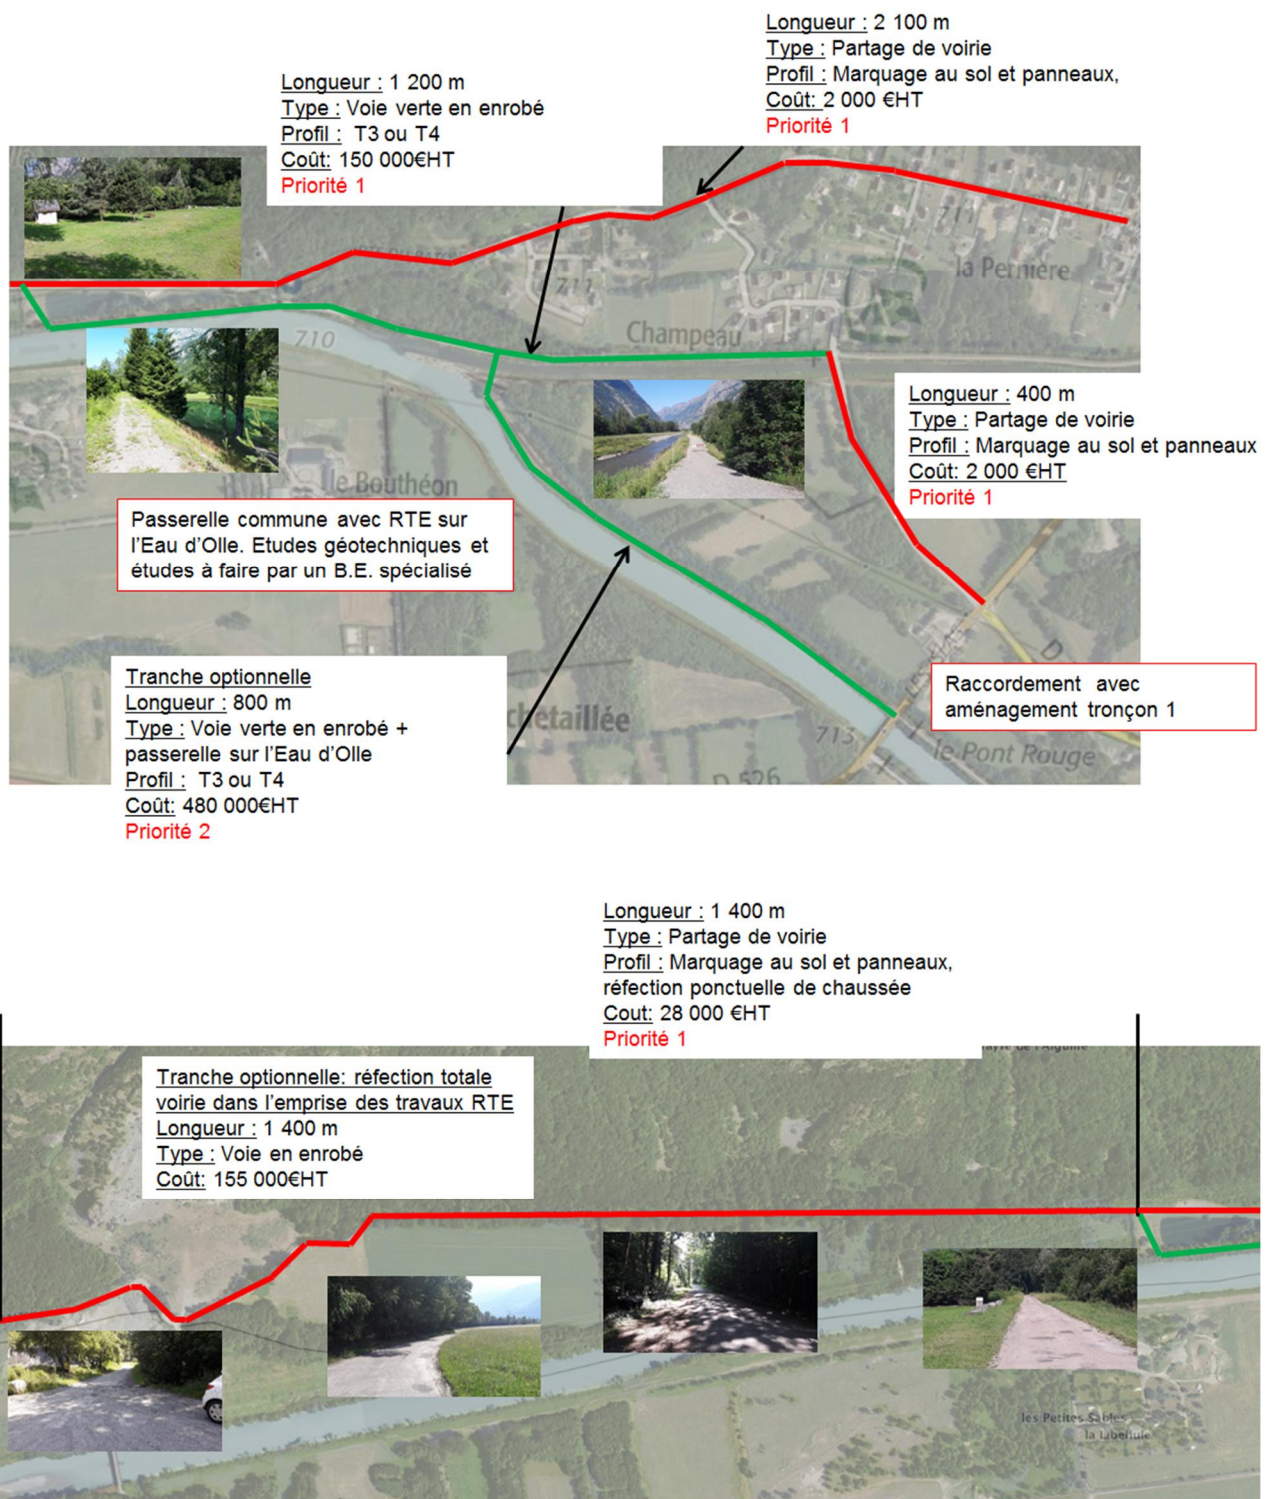 Longueur : 2 100 m
Type : Partage de voirie
Profil : Marquage au sol et panneaux,
Coût: 2 000 €HT
Priorité 1
Longueur : 1 200 m
Type : Voie verte en enrobé
Profil : T3 ou T4
Coût: 150 000€HT
Priorité 1
711
la Pernière
711
710
Champeau
Longueur : 400 m
Type : Partage de voirie
Profil : Marquage au sol et panneaux
Coût: 2 000 €HT
Priorité 1
le Bouthéon
Passerelle commune avec RTE sur
l'Eau d'Olle. Etudes géotechniques et
études à faire par un B.E. spécialisé
Tranche optionnelle
Longueur : 800 m
Type : Voie verte en enrobé +
passerelle sur l'Eau d'Olle
Profil : T3 ou T4
Coût: 480 000€HT
Priorité 2
Raccordement avec
aménagement tronçon 1
chetaillée
713
le Pont Rouge
D 526
D
Longueur : 1 400 m
Type : Partage de voirie
Profil : Marquage au sol et panneaux,
réfection ponctuelle de chaussée
Cout: 28 000 €HT
Priorité 1
Tranche optionnelle: réfection totale
voirie dans l'emprise des travaux RTE
Longueur : 1 400 m
Type : Voie en enrobé
Coût: 155 000€HT
les Petites Sables